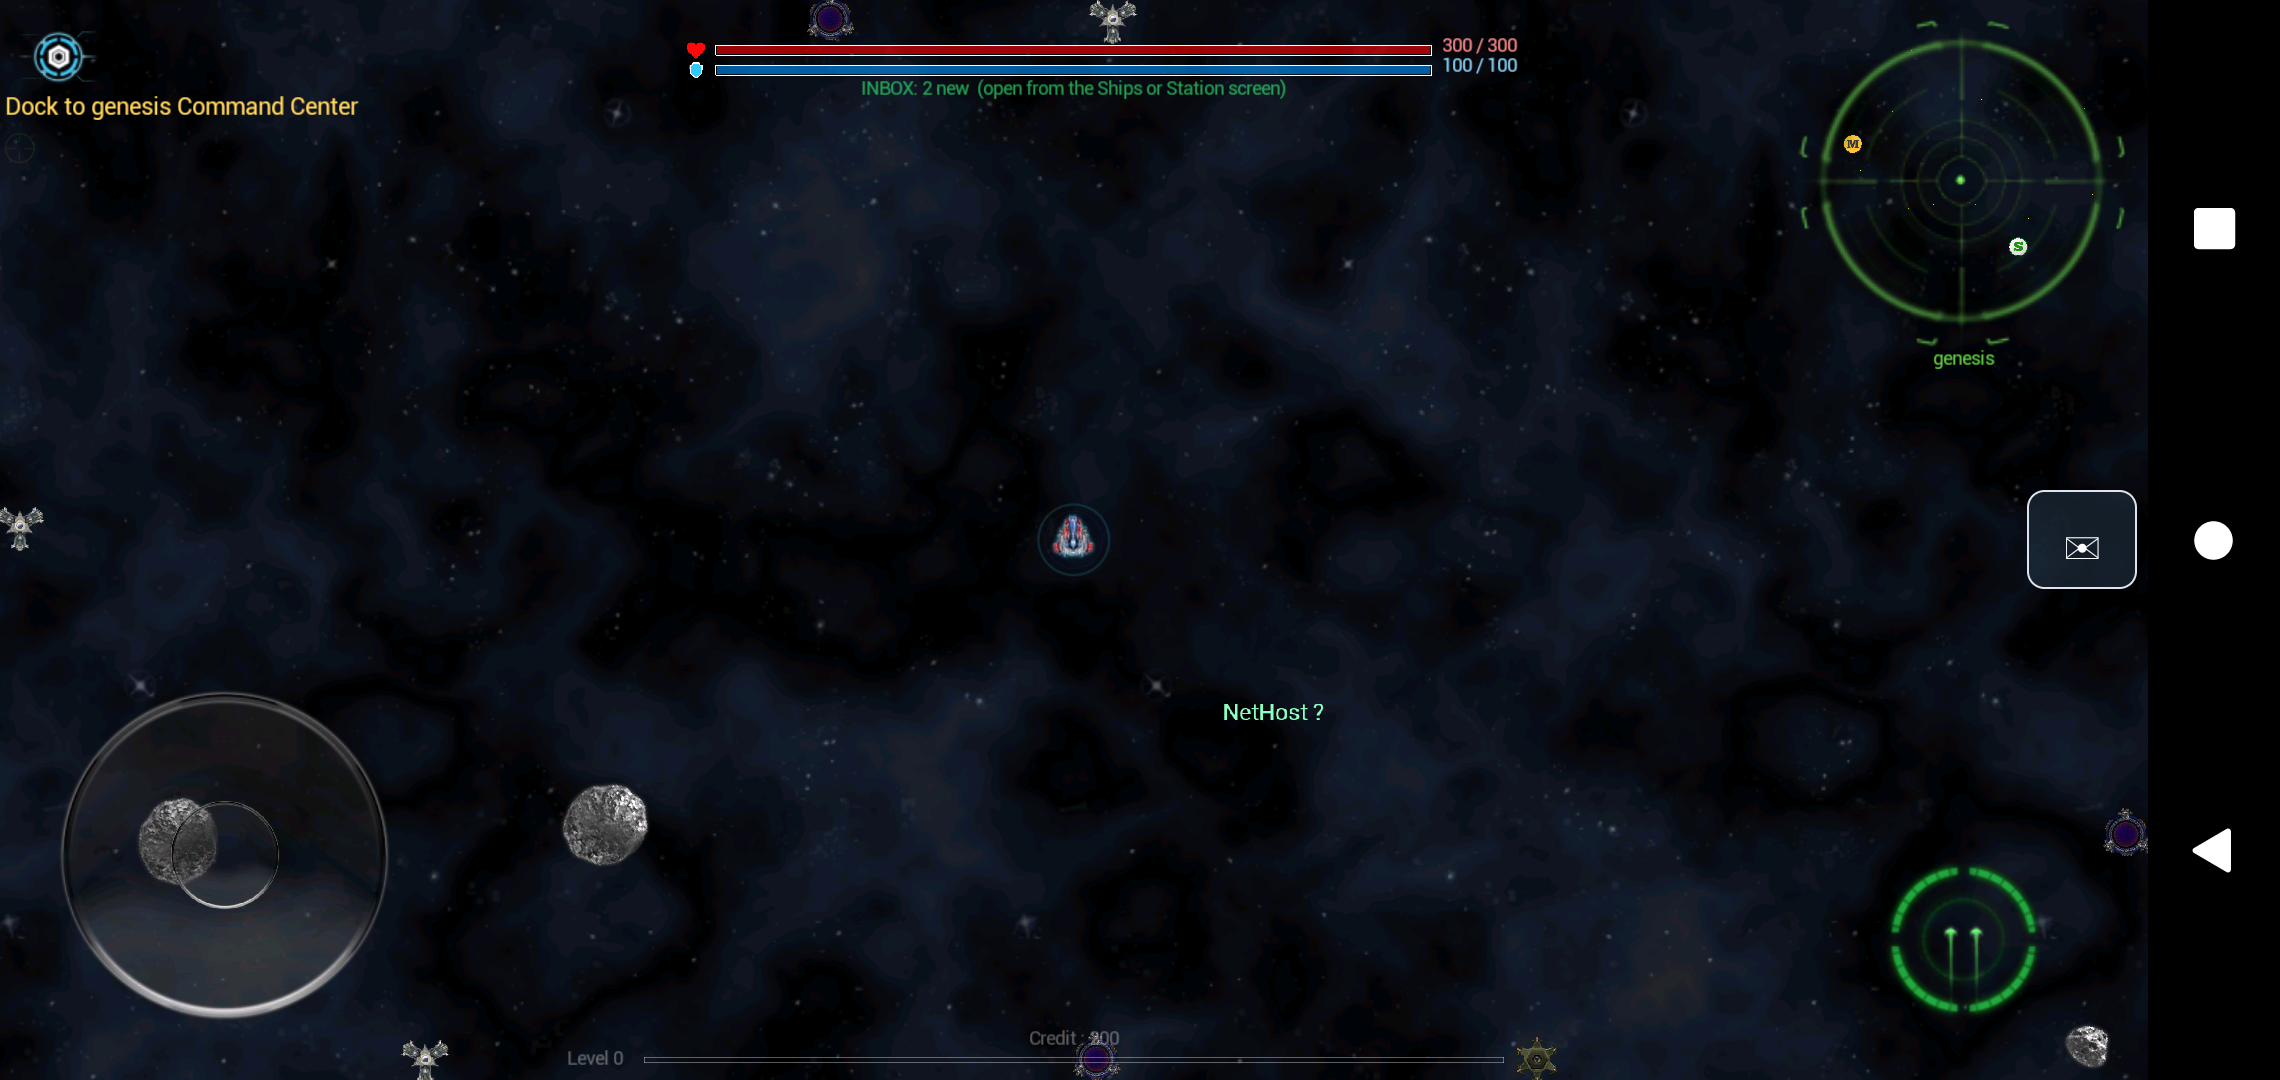 300 / 300
100 / 100
INBOX: 2 new (open from the Ships or Station screen)
Dock to genesis Command Center
M
S
genesis
NetHost ?
Credit :
Level 0